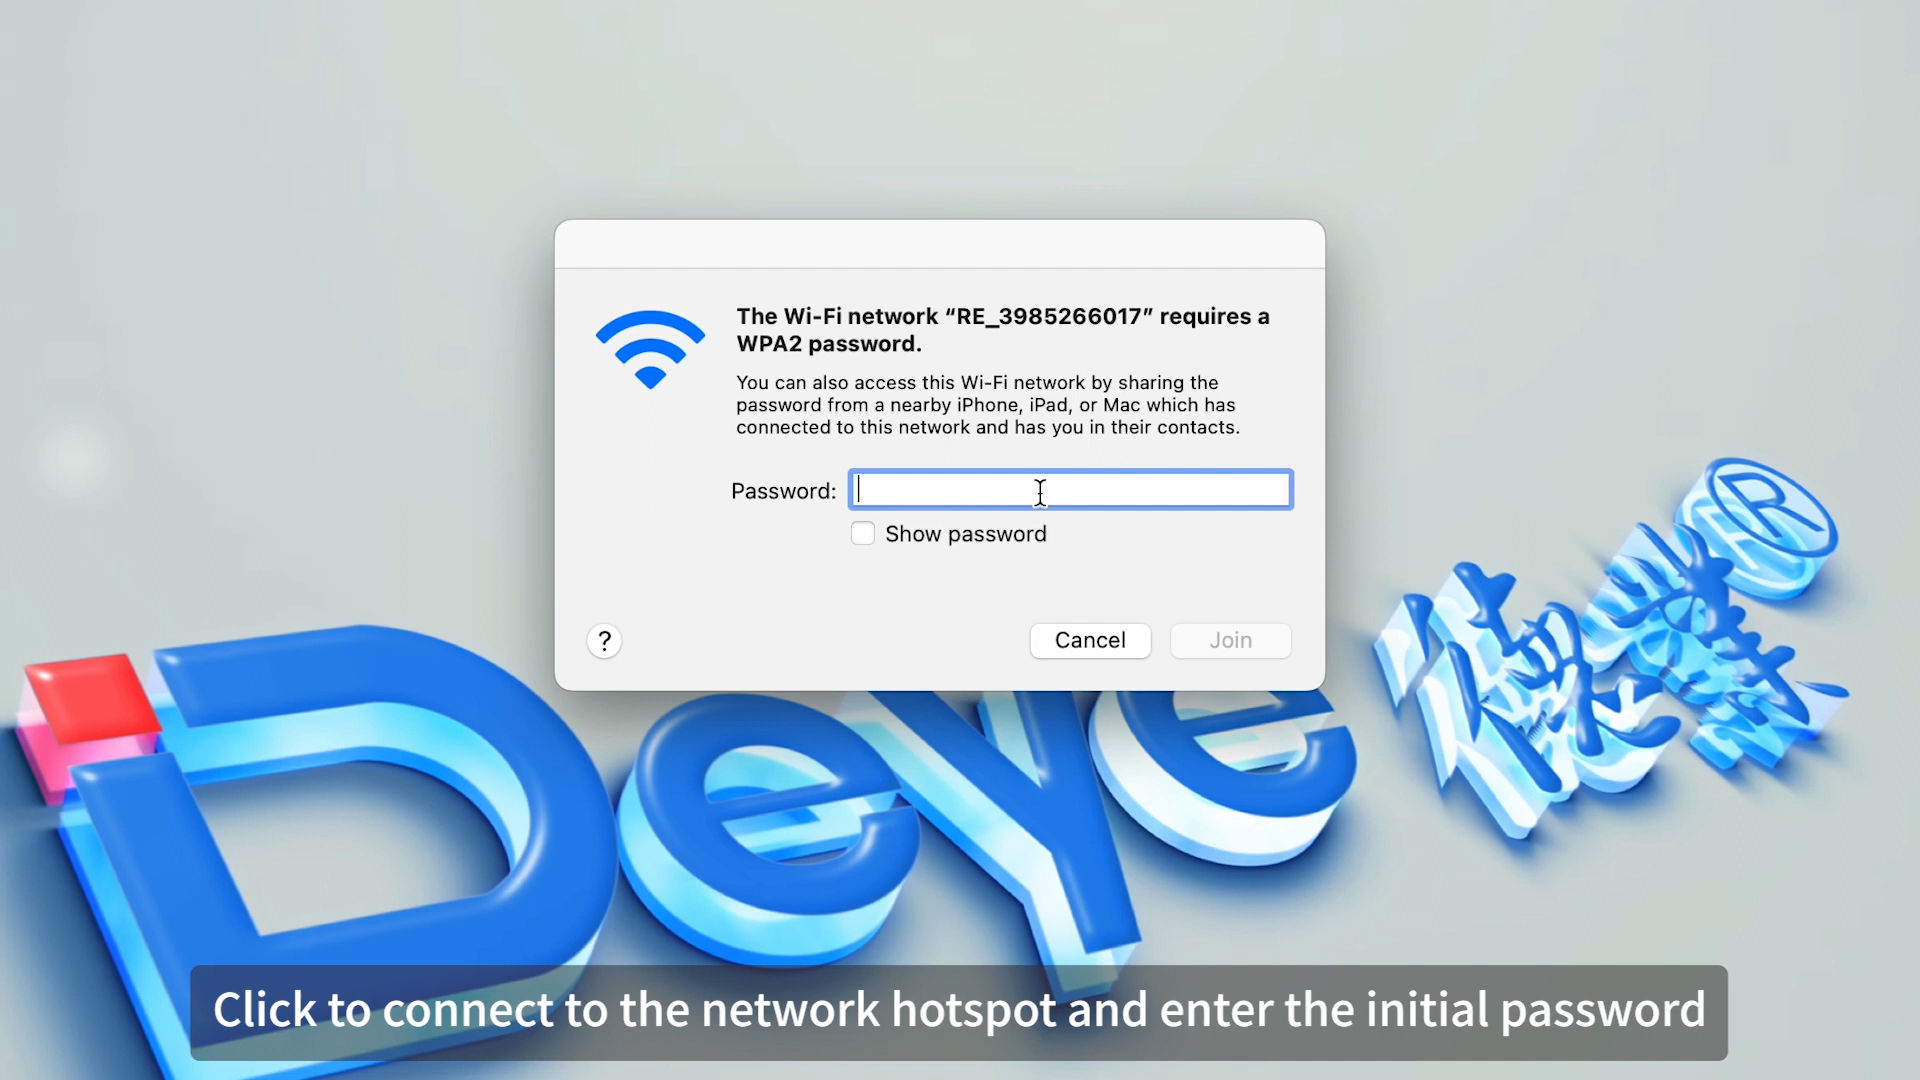 The Wi-Fi network “RE_3985266017” requires a
WPA2 password.
You can also access this Wi-Fi network by sharing the
password from a nearby iPhone, iPad, or Mac which has
connected to this network and has you in their contacts.
Password:
Show password
?
Cancel
Join
Deye 德業®
Click to connect to the network hotspot and enter the initial password